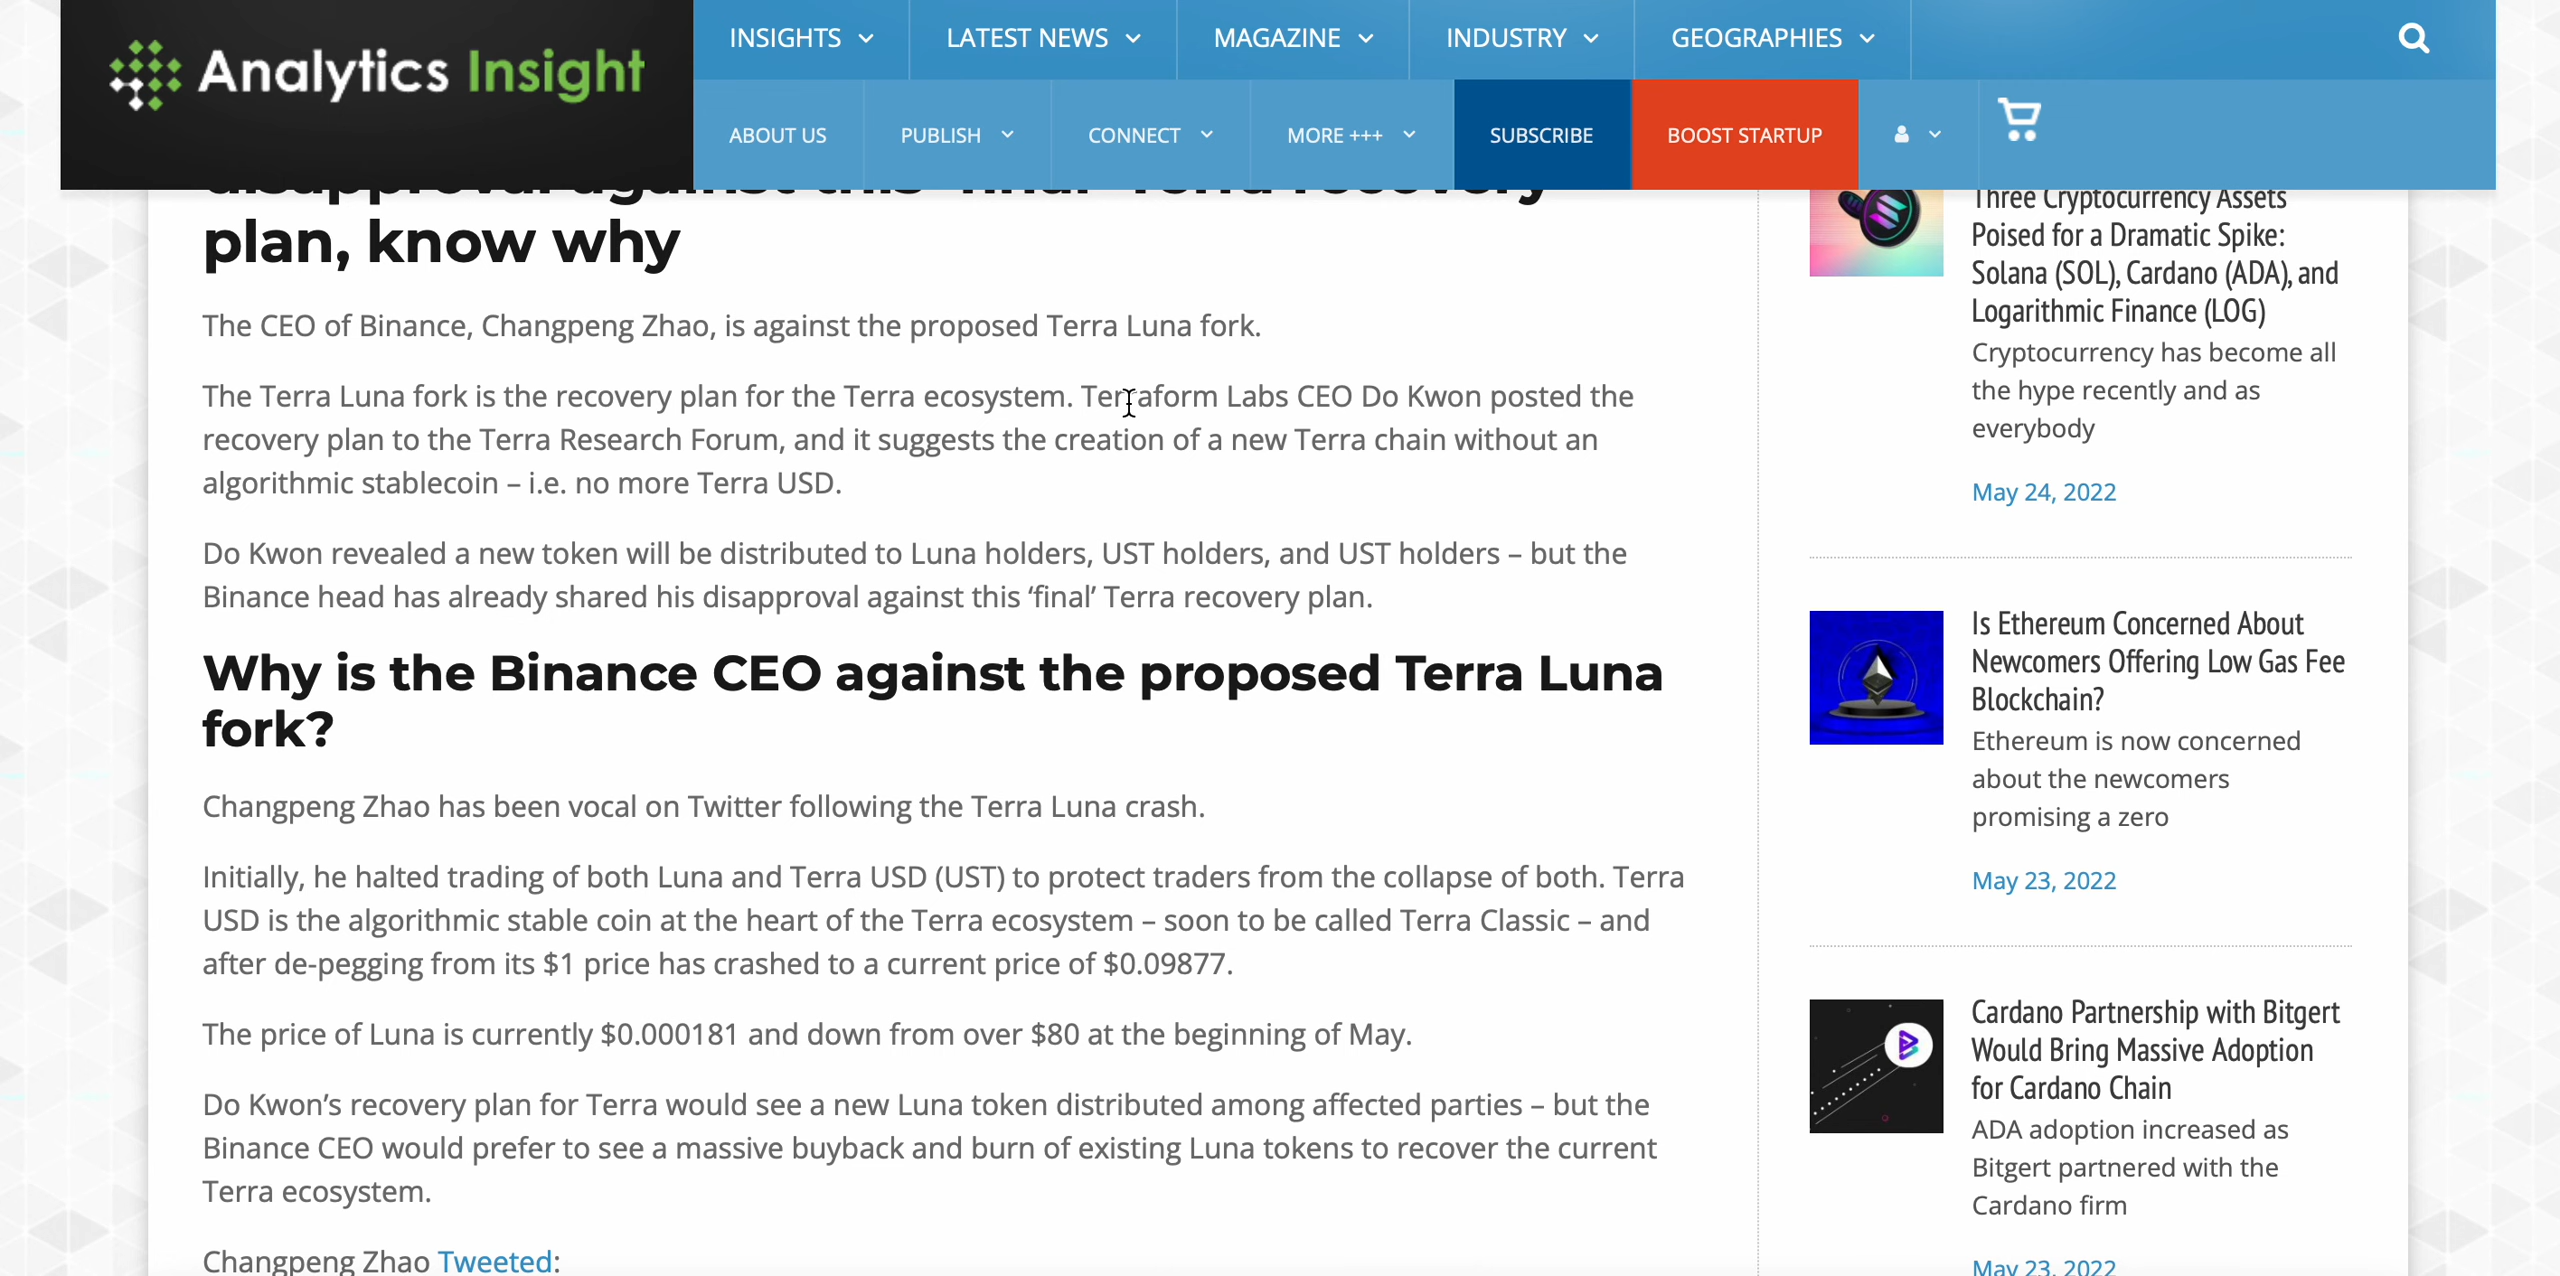 Analytics Insight
INSIGHTS
LATEST NEWS
MAGAZINE
INDUSTRY
GEOGRAPHIES
ABOUT US
PUBLISH
CONNECT
MORE +++
SUBSCRIBE
BOOST STARTUP
disapproval against this 'final' Terra recovery
plan, know why
The CEO of Binance, Changpeng Zhao, is against the proposed Terra Luna fork.
The Terra Luna fork is the recovery plan for the Terra ecosystem. Terraform Labs CEO Do Kwon posted the
recovery plan to the Terra Research Forum, and it suggests the creation of a new Terra chain without an
algorithmic stablecoin – i.e. no more Terra USD.
Do Kwon revealed a new token will be distributed to Luna holders, UST holders, and UST holders – but the
Binance head has already shared his disapproval against this ‘final’ Terra recovery plan.
Why is the Binance CEO against the proposed Terra Luna
fork?
Changpeng Zhao has been vocal on Twitter following the Terra Luna crash.
Initially, he halted trading of both Luna and Terra USD (UST) to protect traders from the collapse of both. Terra
USD is the algorithmic stable coin at the heart of the Terra ecosystem – soon to be called Terra Classic – and
after de-pegging from its $1 price has crashed to a current price of $0.09877.
The price of Luna is currently $0.000181 and down from over $80 at the beginning of May.
Do Kwon’s recovery plan for Terra would see a new Luna token distributed among affected parties – but the
Binance CEO would prefer to see a massive buyback and burn of existing Luna tokens to recover the current
Terra ecosystem.
Changpeng Zhao Tweeted:
Three Cryptocurrency Assets
Poised for a Dramatic Spike:
Solana (SOL), Cardano (ADA), and
Logarithmic Finance (LOG)
Cryptocurrency has become all
the hype recently and as
everybody
May 24, 2022
Is Ethereum Concerned About
Newcomers Offering Low Gas Fee
Blockchain?
Ethereum is now concerned
about the newcomers
promising a zero
May 23, 2022
Cardano Partnership with Bitgert
Would Bring Massive Adoption
for Cardano Chain
ADA adoption increased as
Bitgert partnered with the
Cardano firm
May 23, 2022